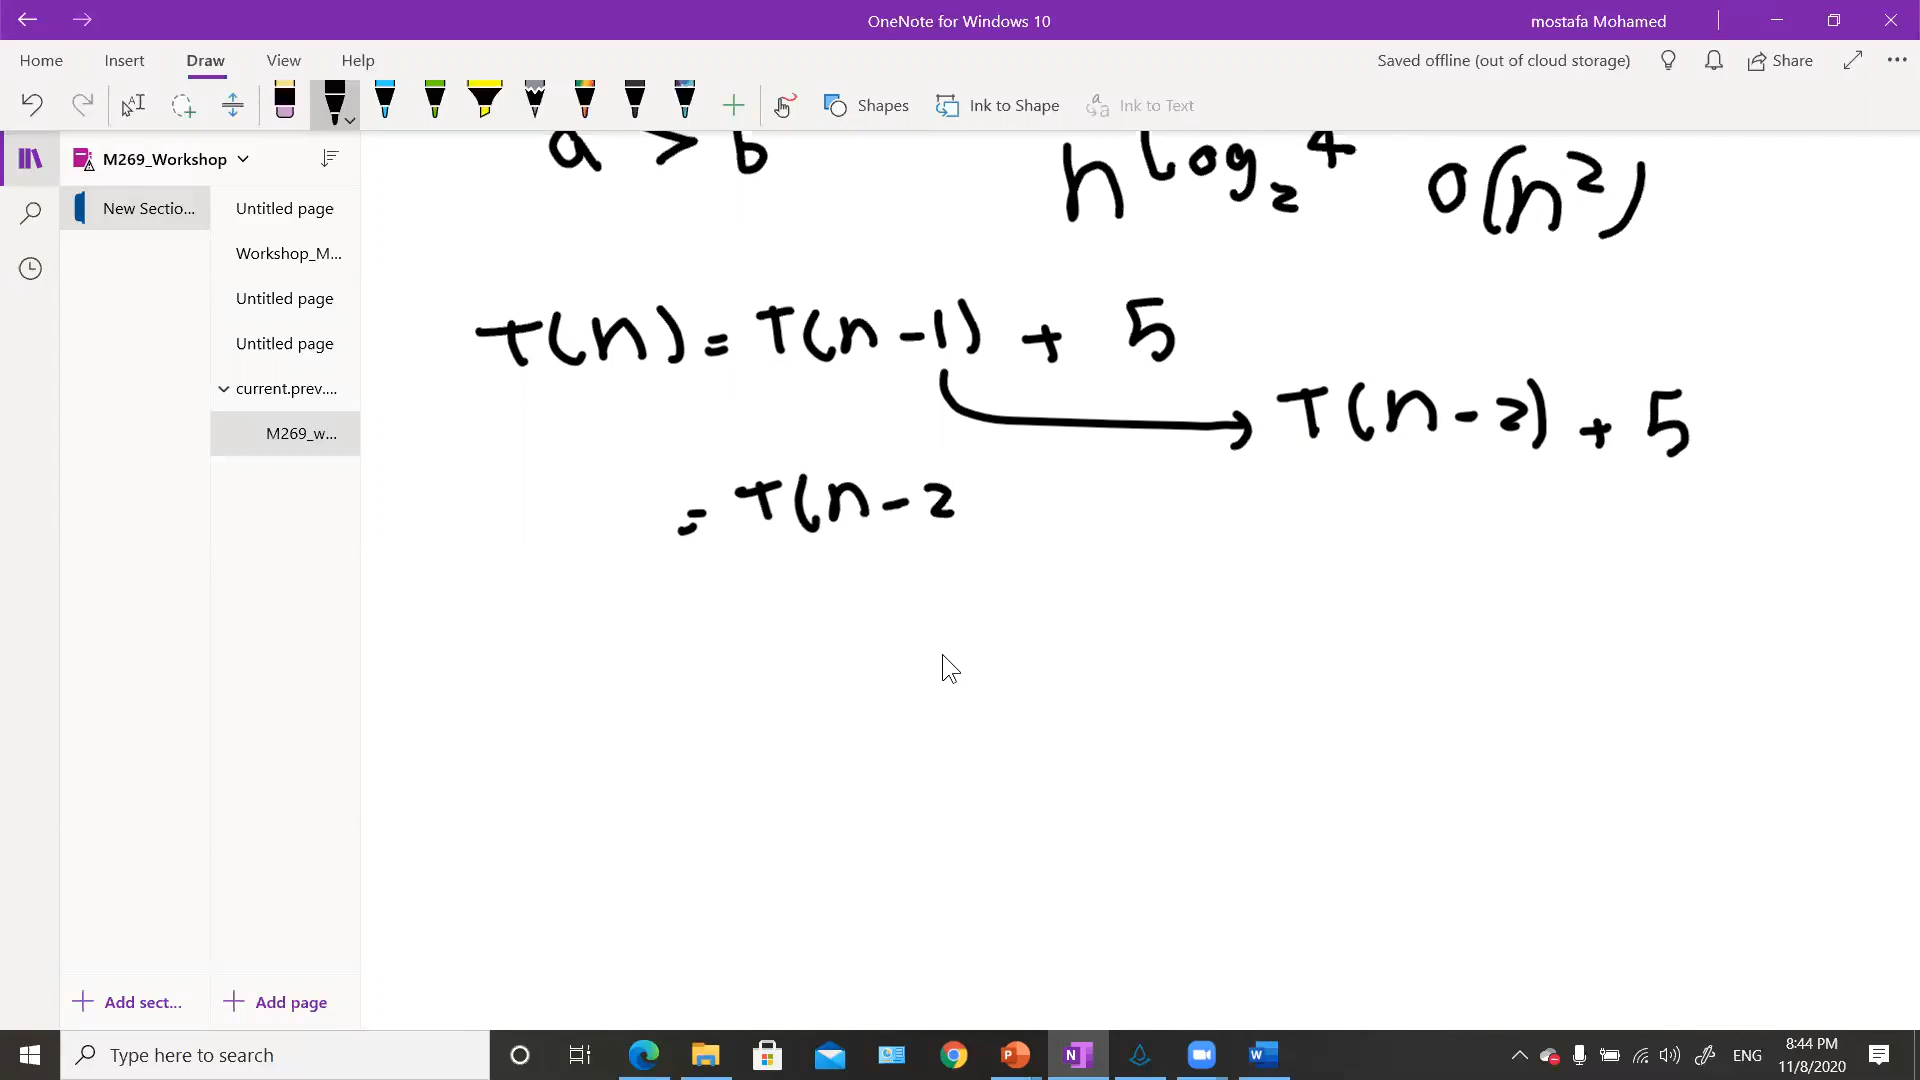 OneNote for Windows 10
mostafa Mohamed
Home
Insert
Draw
View
Help
Saved offline (out of cloud storage)
Share
Shapes
Ink to Shape
Ink to Text
M269_Workshop
New Sectio...
Untitled page
Workshop_M...
Untitled page
Untitled page
current.prev....
M269_w...
a > b
n^log₂4 O(n²)
T(n) = T(n-1) + 5
T(n-2) + 5
= T(n-2
Add sect...
Add page
Type here to search
ENG
8:44 PM
11/8/2020